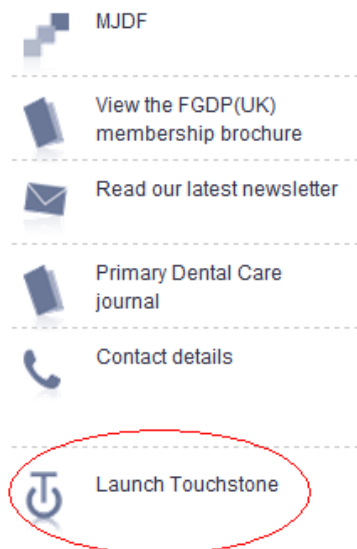 MJDF
View the FGDP(UK)
membership brochure
Read our latest newsletter
Primary Dental Care
journal
Contact details
Launch Touchstone